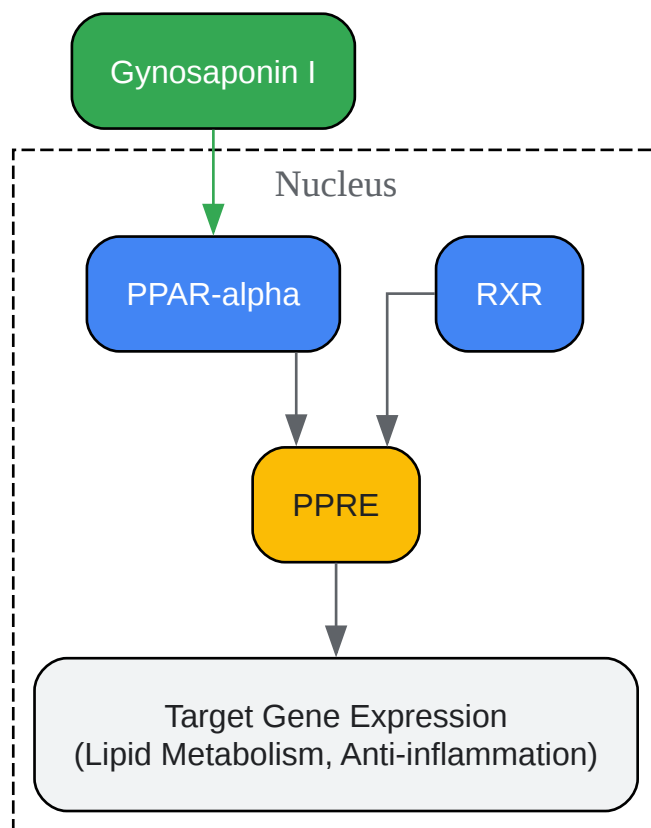 Gynosaponin I
Nucleus
PPAR-alpha
RXR
PPRE
Target Gene Expression
(Lipid Metabolism, Anti-inflammation)